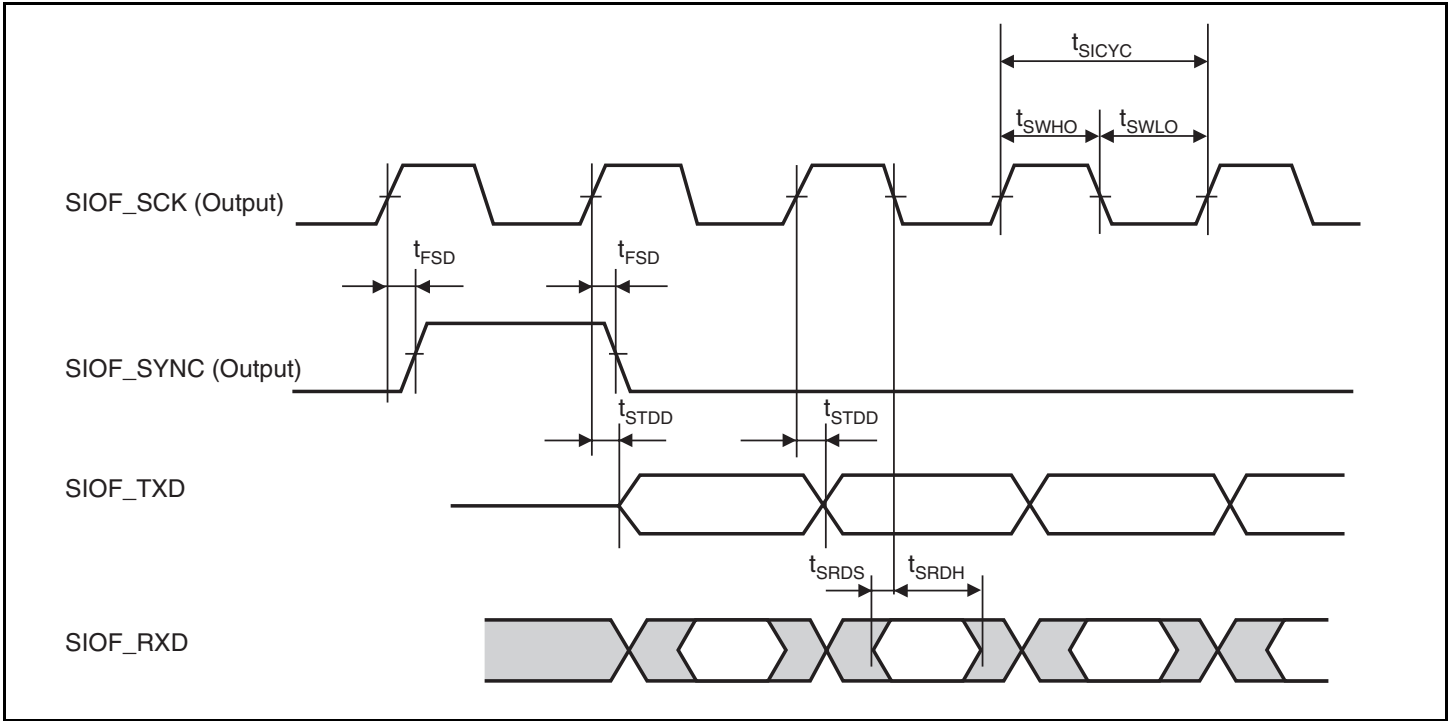 tSICYC
tSWHO tSWLO
SIOF_SCK (Output)
tFSD tFSD
SIOF_SYNC (Output)
tSTDD tSTDD
SIOF_TXD
tSRDS tSRDH
SIOF_RXD